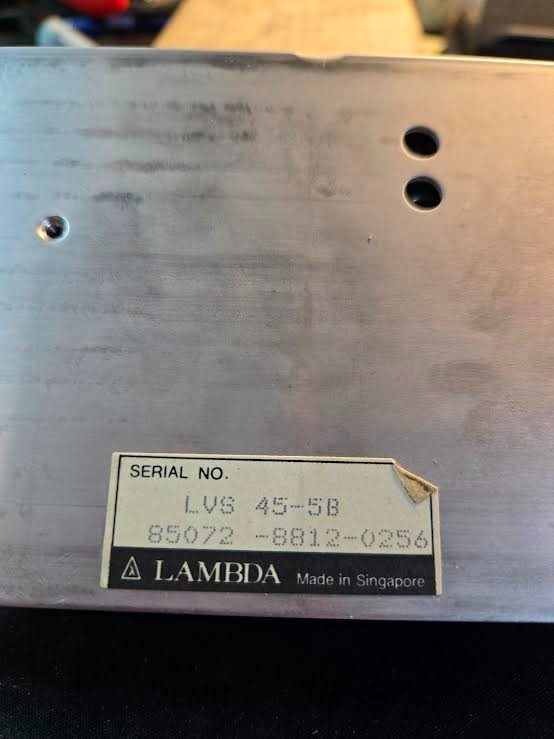 SERIAL NO.
LVS 45-5B
85072 -8812-0256
LAMBDA Made in Singapore